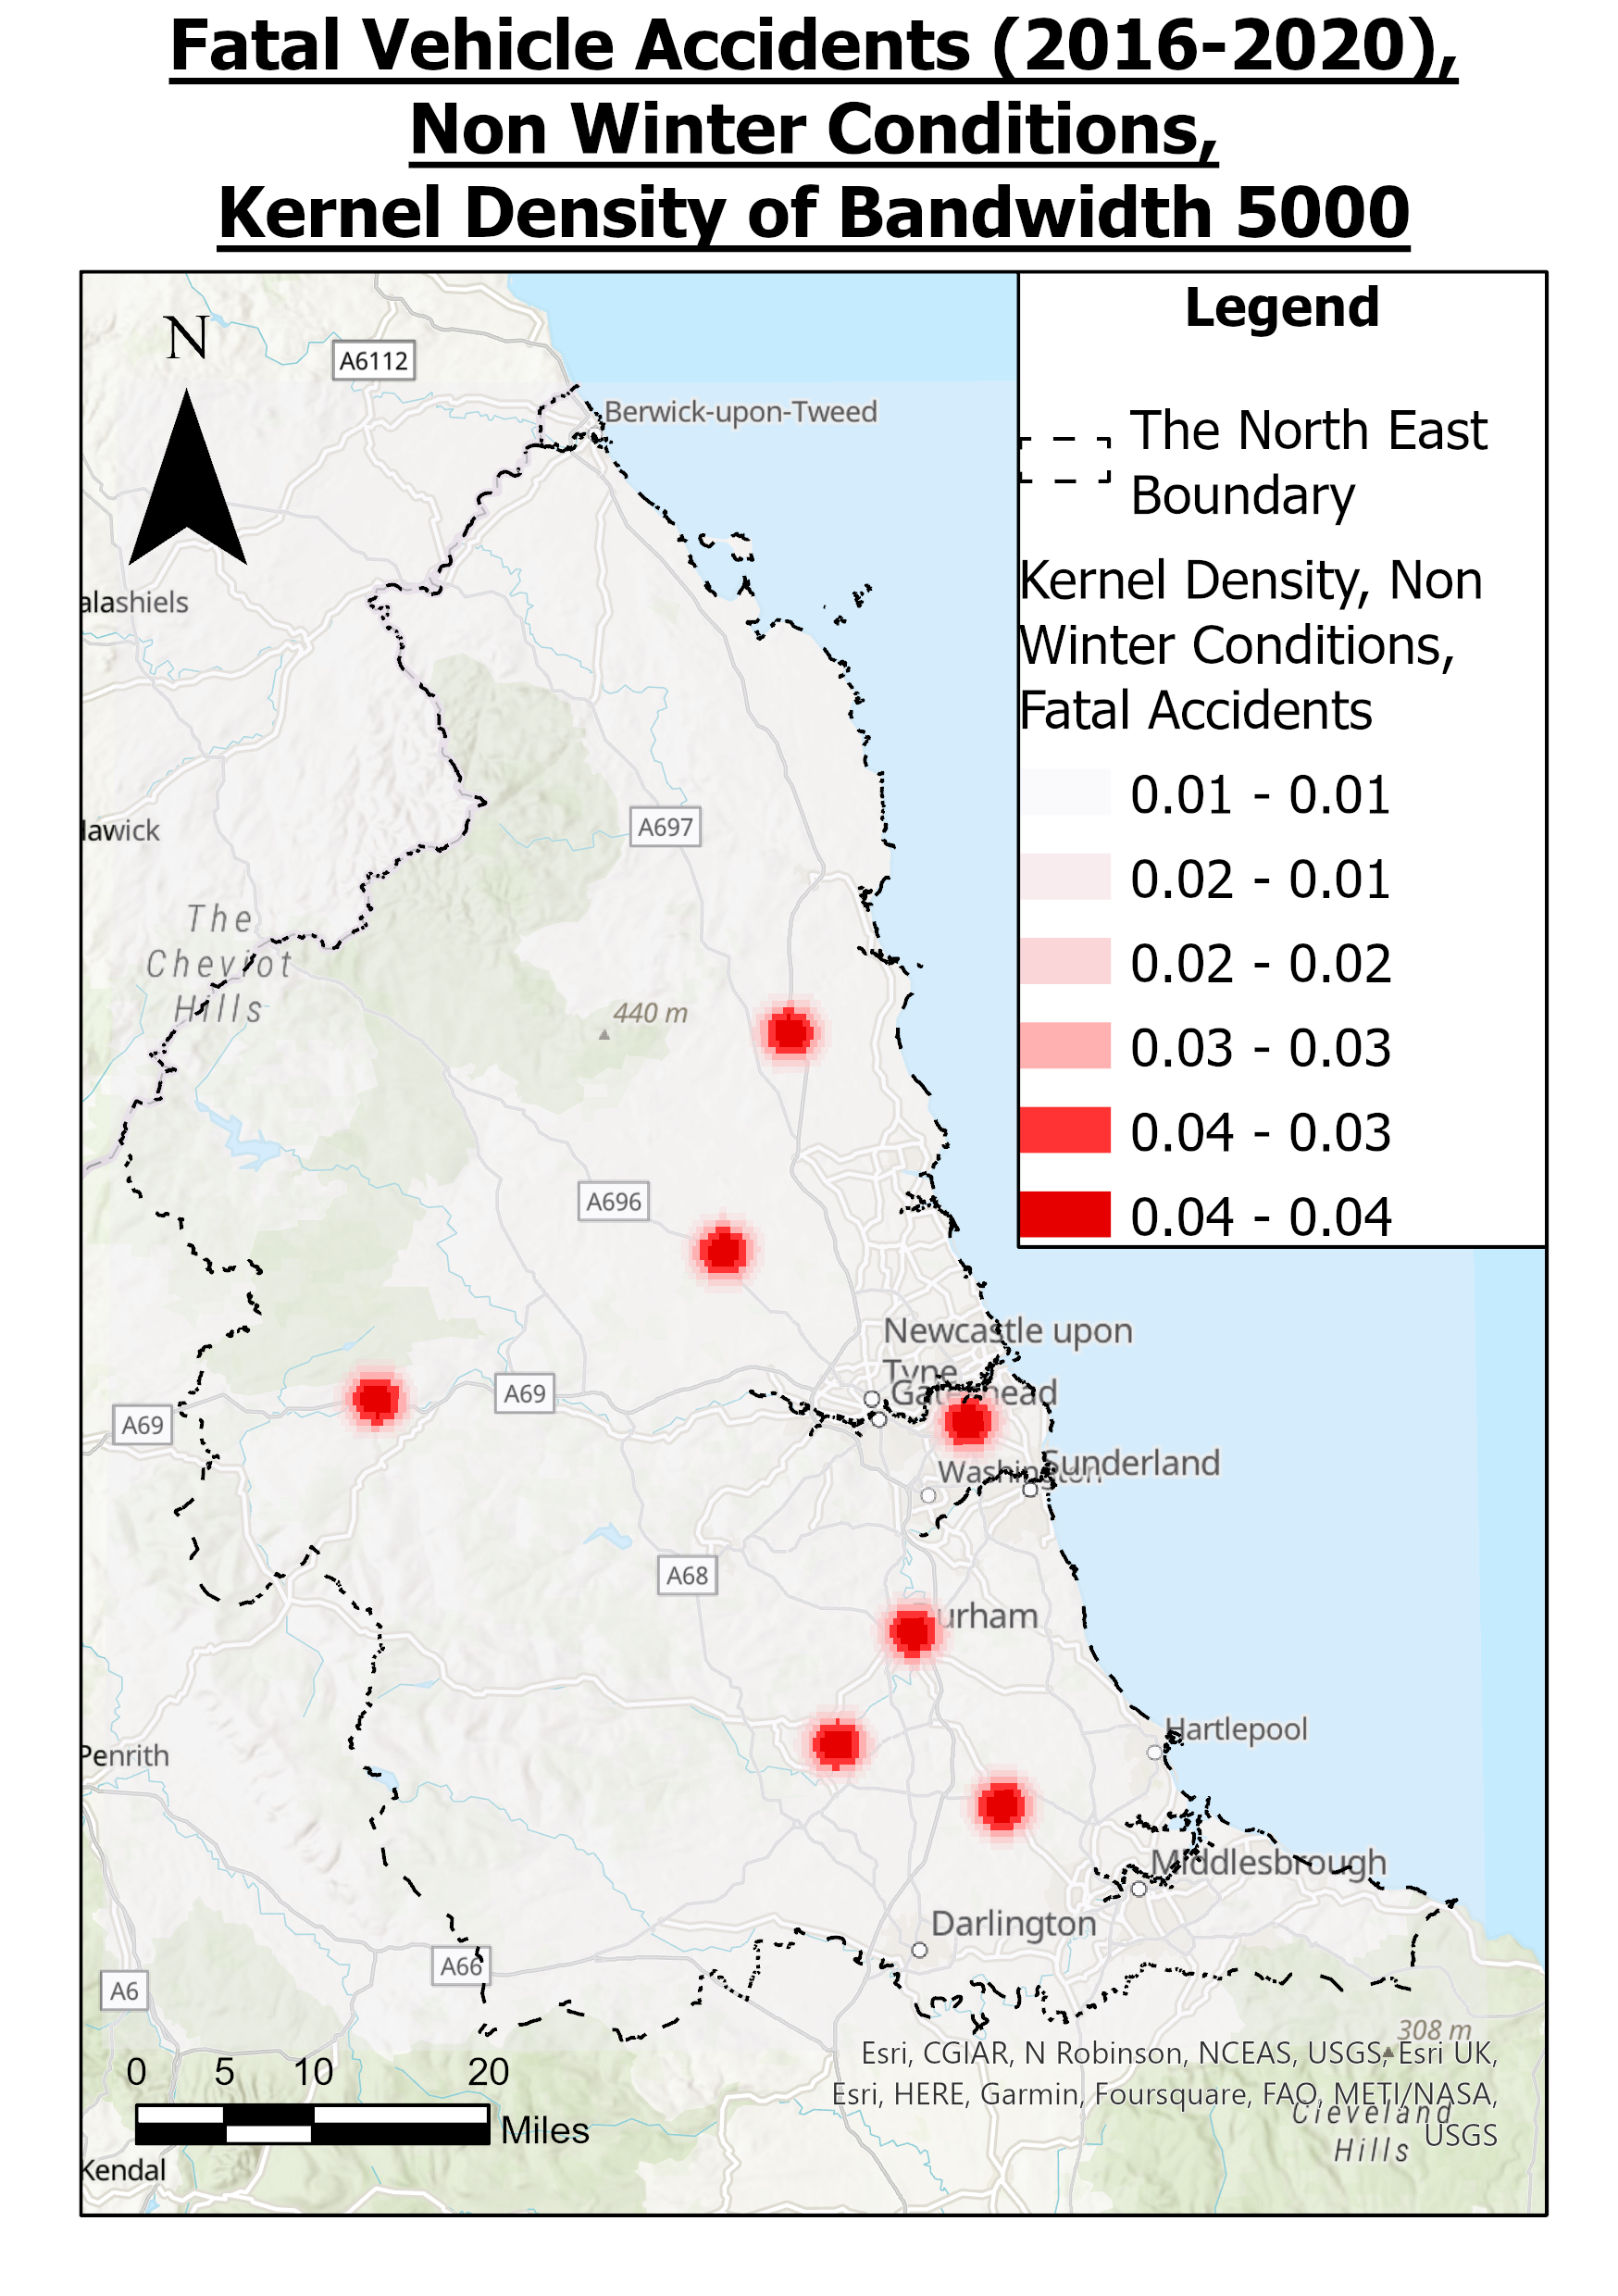 Fatal Vehicle Accidents (2016-2020),
Non Winter Conditions,
Kernel Density of Bandwidth 5000
Legend
The North East
Boundary
Kernel Density, Non
Winter Conditions,
Fatal Accidents
0.01 - 0.01
0.02 - 0.01
0.02 - 0.02
0.03 - 0.03
0.04 - 0.03
0.04 - 0.04
N
A6112
Berwick-upon-Tweed
alashiels
A697
lawick
The
Cheviot
Hills
440 m
A696
Newcastle upon
Tyne
Gateshead
A69
A69
Sunderland
Washington
A68
urham
Hartlepool
Penrith
Middlesbrough
Darlington
A66
A6
308 m
Esri, CGIAR, N Robinson, NCEAS, USGS, Esri UK,
Esri, HERE, Garmin, Foursquare, FAO, METI/NASA,
USGS
Cleveland
Hills
0 5 10 20
Miles
Kendal